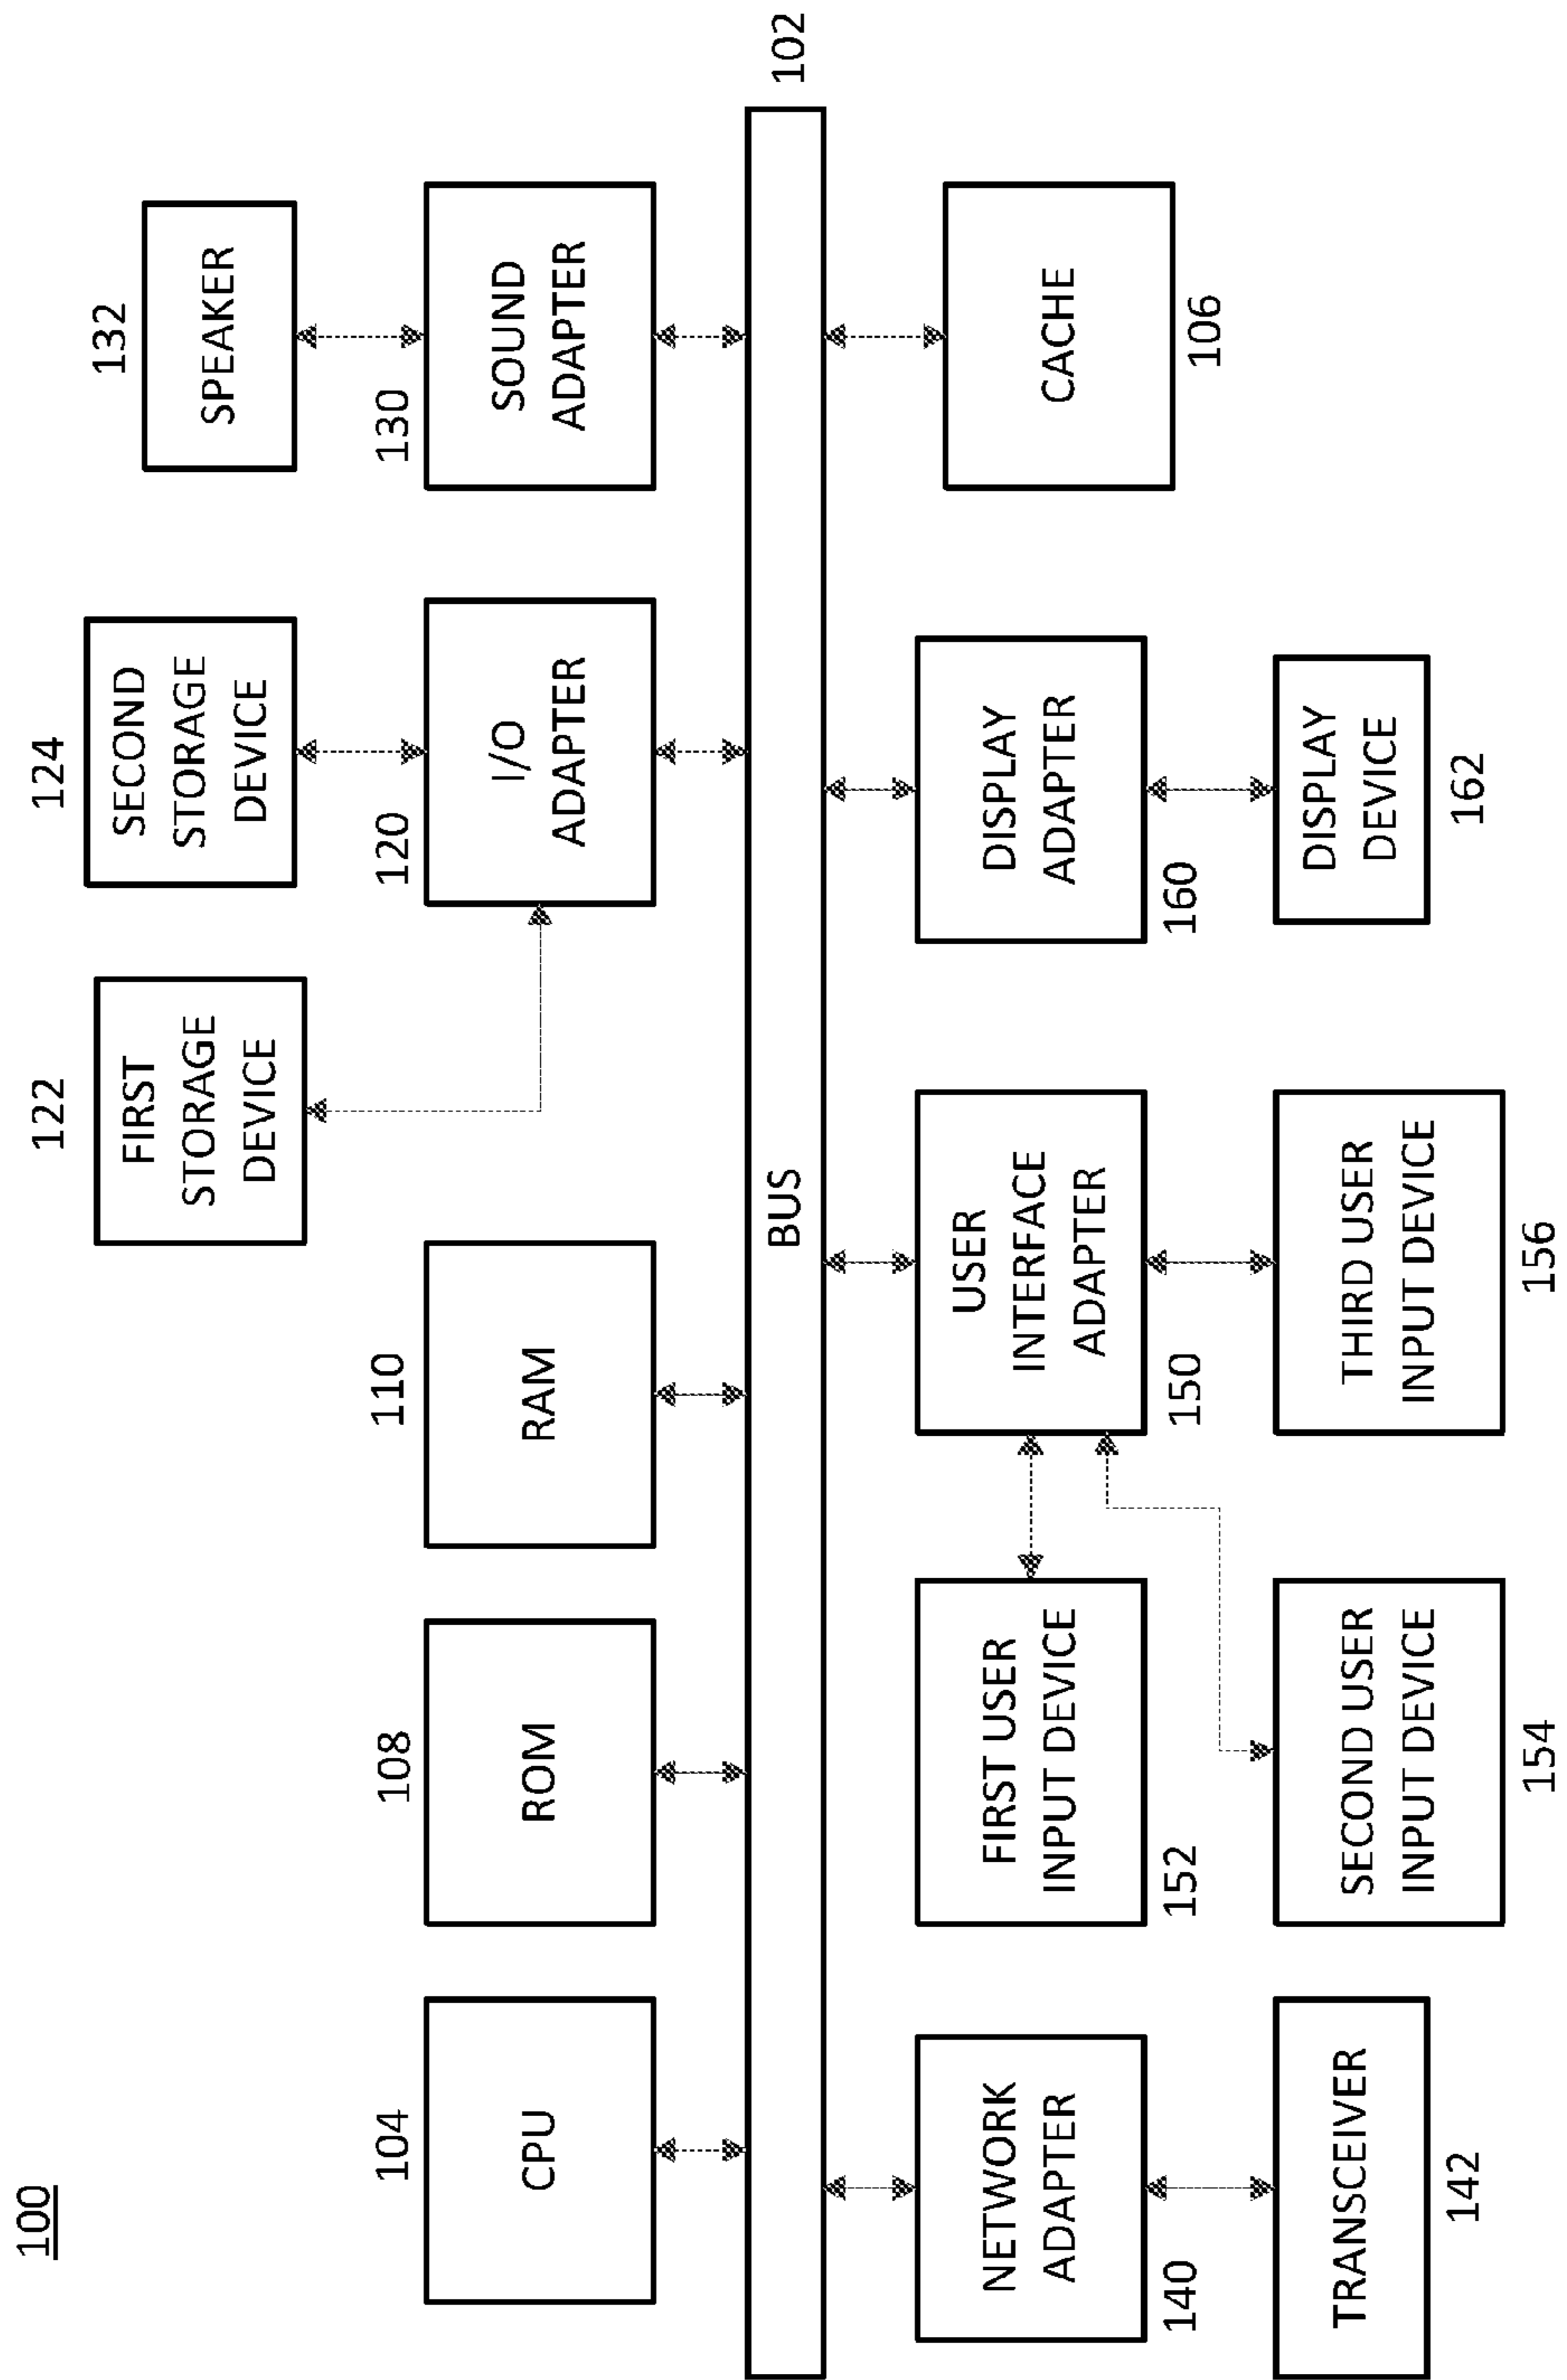 100
122
FIRST
STORAGE
DEVICE
124
SECOND
STORAGE
DEVICE
132
SPEAKER
104
CPU
108
ROM
110
RAM
120
I/O
ADAPTER
130
SOUND
ADAPTER
BUS
102
NETWORK
ADAPTER
140
FIRST USER
INPUT DEVICE
152
USER
INTERFACE
ADAPTER
150
DISPLAY
ADAPTER
160
CACHE
106
TRANSCEIVER
142
SECOND USER
INPUT DEVICE
154
THIRD USER
INPUT DEVICE
156
DISPLAY
DEVICE
162